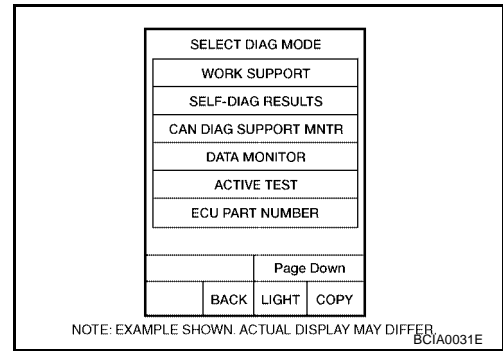 SELECT DIAG MODE
WORK SUPPORT
SELF-DIAG RESULTS
CAN DIAG SUPPORT MNTR
DATA MONITOR
ACTIVE TEST
ECU PART NUMBER
Page Down
BACK LIGHT COPY
NOTE: EXAMPLE SHOWN. ACTUAL DISPLAY MAY DIFFER.
BCIA0031E